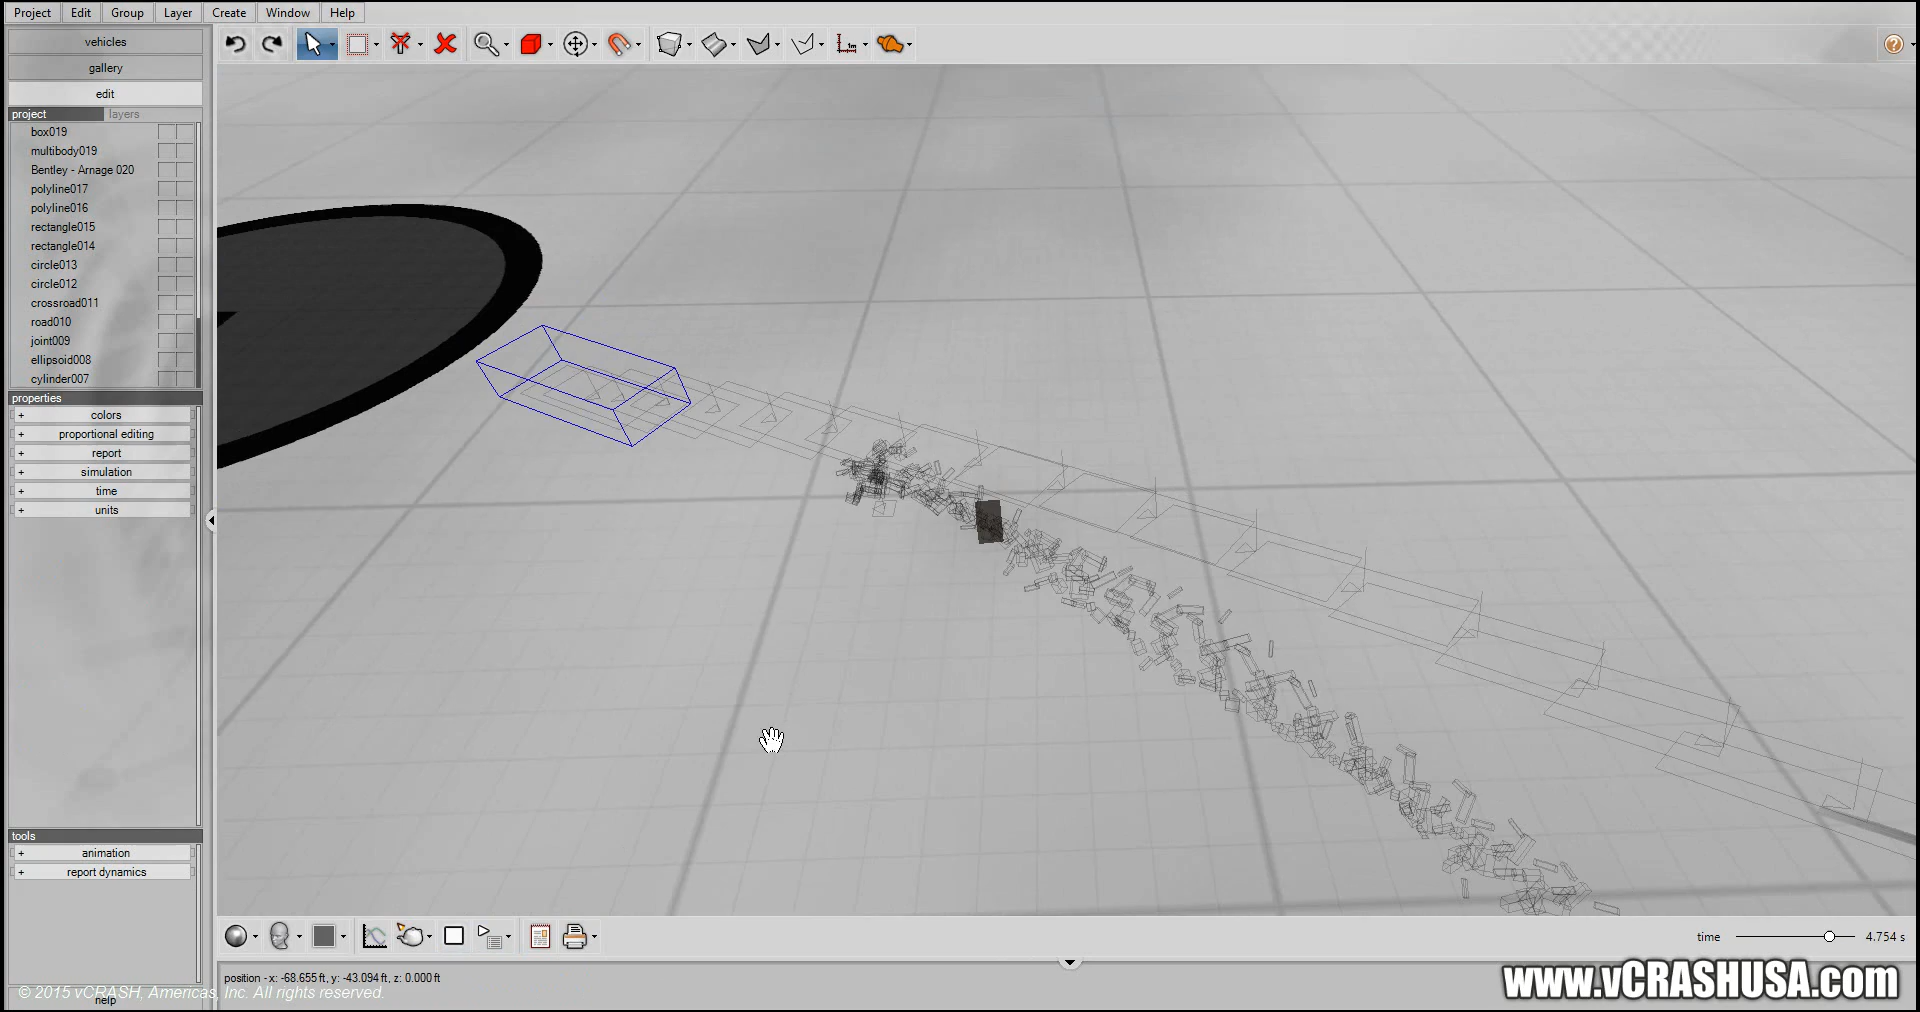 Project Edit Group Layer Create Window Help
vehicles
gallery
edit
project layers
box019
multibody019
Bentley - Arnage 020
polyline017
polyline016
rectangle015
rectangle014
circle013
circle012
crossroad011
road010
joint009
ellipsoid008
cylinder007
properties
+ colors
+ proportional editing
+ report
+ simulation
+ time
+ units
tools
+ animation
+ report dynamics
help
time 4.754 s
position - x: -68.655 ft, y: -43.094 ft, z: 0.000 ft
© 2015 vCRASH, Americas, Inc. All rights reserved.
www.vCRASHUSA.com